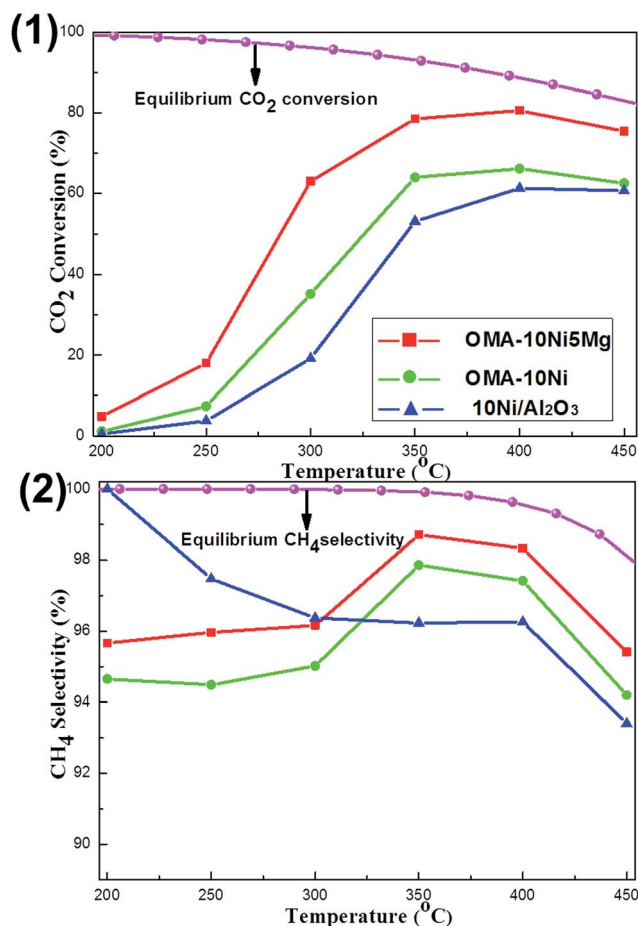 (1)
100
80
60
40
20
0
CO2 Conversion (%)
Equilibrium CO2 conversion
OMA-10Ni5Mg
OMA-10Ni
10Ni/Al2O3
200 250 300 350 400 450
Temperature (oC)
(2)
100
98
96
94
92
90
CH4 Selectivity (%)
Equilibrium CH4 selectivity
200 250 300 350 400 450
Temperature (oC)